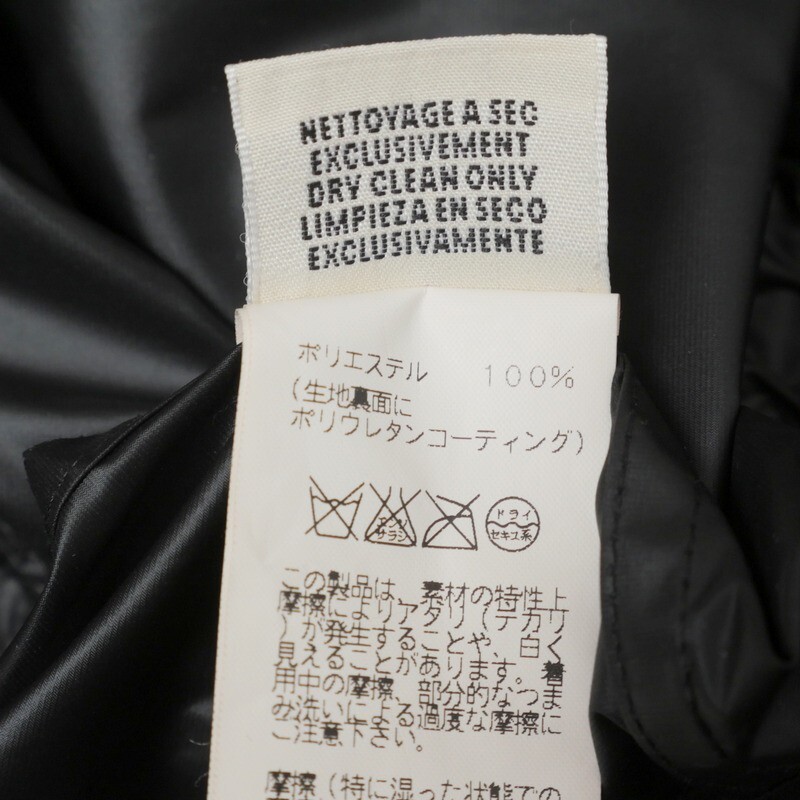 NETTOYAGE A SEC
EXCLUSIVEMENT
DRY CLEAN ONLY
LIMPIEZA EN SECO
EXCLUSIVAMENTE
ポリエステル 100%
(生地裏面に
ポリウレタンコーティング)
エンソ サラシ ドライ セキユ系
この製品は、素材の特性上
摩擦によりアタリ(テカリ
)が発生することや、白く
見えることがあります。着
用中の摩擦、部分的なつま
み洗いによる過度な摩擦に
ご注意下さい。
摩擦(特に湿った状態での